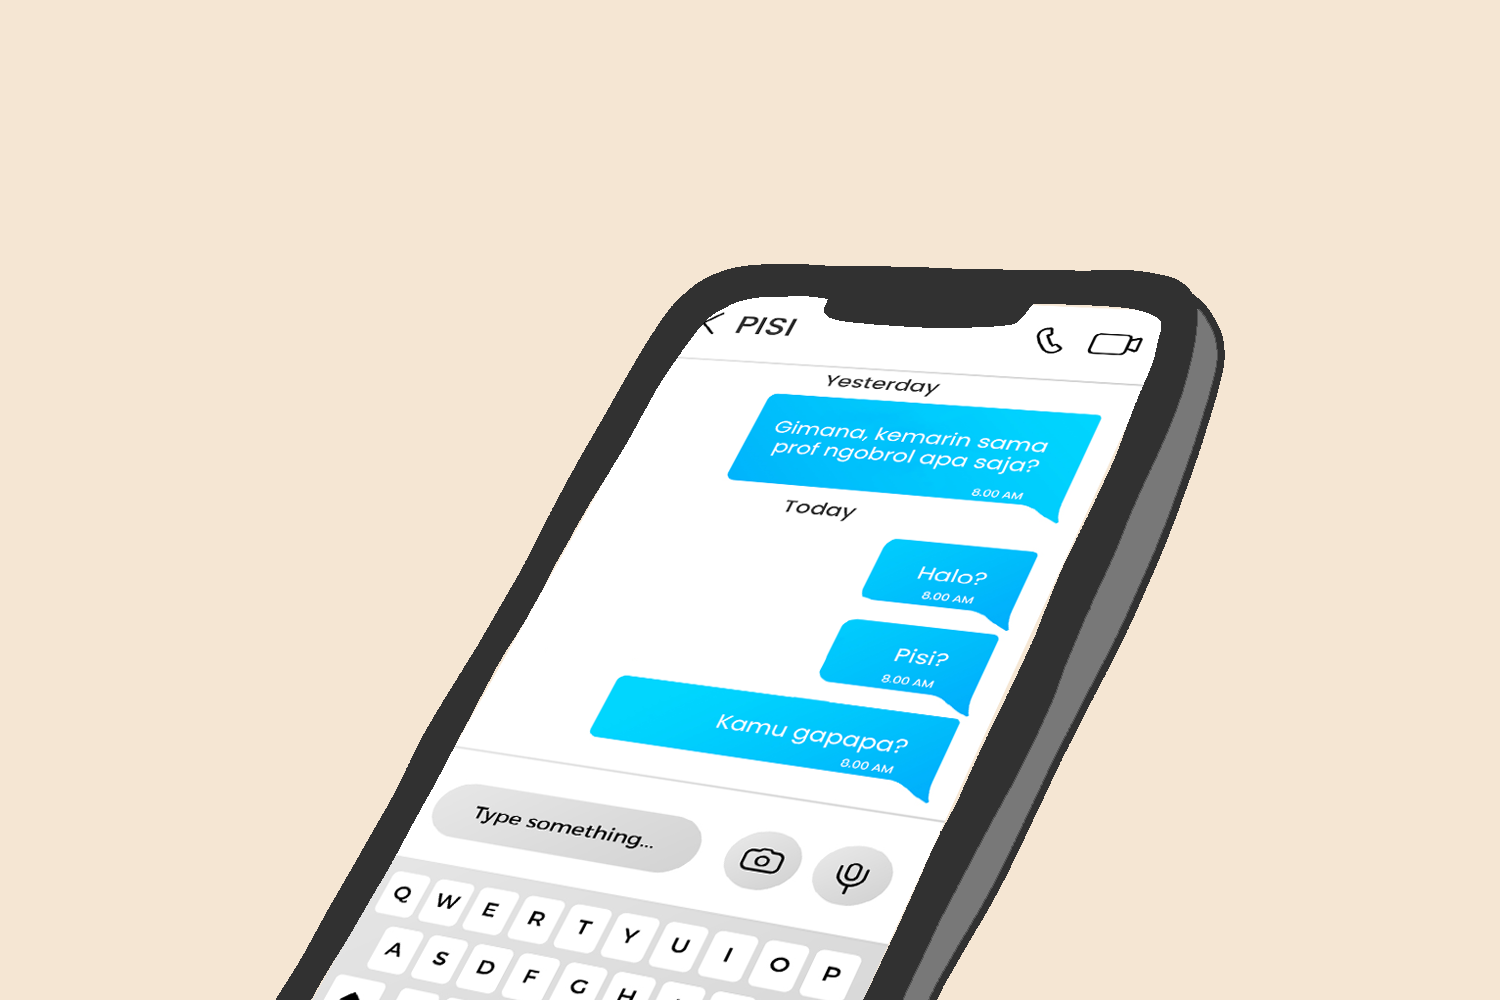 PISI
Yesterday
Gimana, kemarin sama
prof ngobrol apa saja?
8.00 AM
Today
Halo?
8.00 AM
Pisi?
8.00 AM
Kamu gapapa?
8.00 AM
Type something...
Q W E R T Y U I O P
A S D F G H